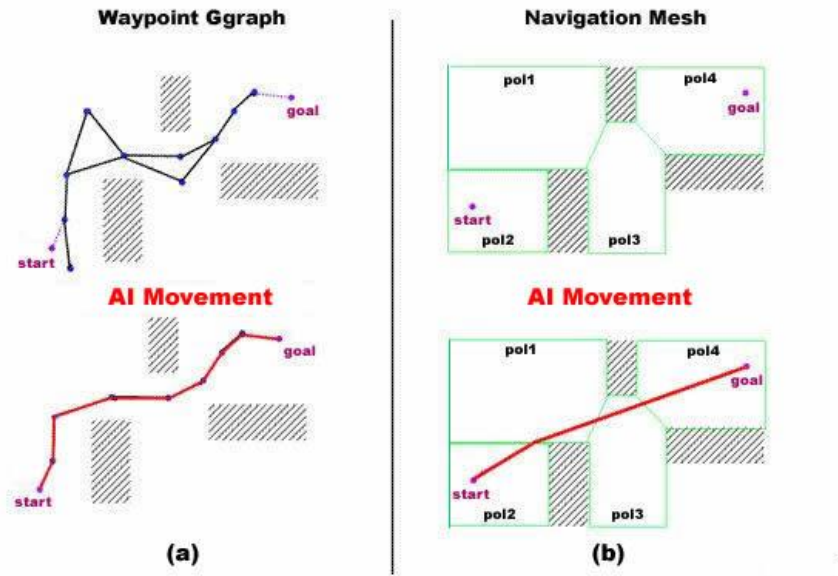 Waypoint Ggraph
goal
start
AI Movement
goal
start
(a)
Navigation Mesh
pol1
pol4
goal
start
pol2
pol3
AI Movement
pol1
pol4
goal
start
pol2
pol3
(b)